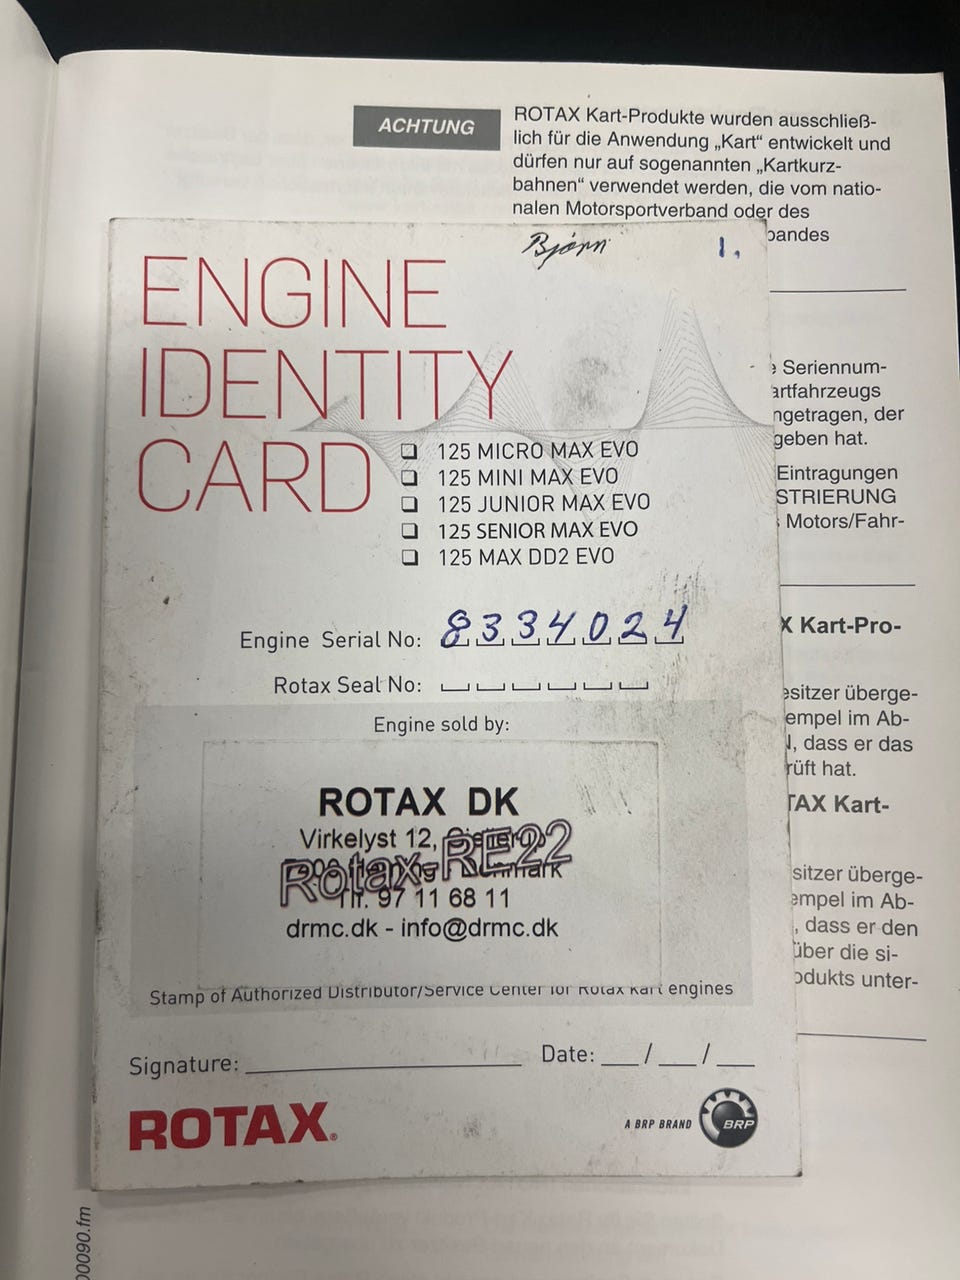 ACHTUNG
ROTAX Kart-Produkte wurden ausschließ-
lich für die Anwendung „Kart“ entwickelt und
dürfen nur auf sogenannten „Kartkurz-
bahnen“ verwendet werden, die vom natio-
nalen Motorsportverband oder des
bandes
Bjørn
1.
ENGINE
IDENTITY
CARD
❏ 125 MICRO MAX EVO
❏ 125 MINI MAX EVO
❏ 125 JUNIOR MAX EVO
❏ 125 SENIOR MAX EVO
❏ 125 MAX DD2 EVO
Engine Serial No: 8334024
Rotax Seal No:
Engine sold by:
ROTAX DK
Virkelyst 12,
Rotax-RE22
Tlf. 97 11 68 11
drmc.dk - info@drmc.dk
Stamp of Authorized Distributor/Service Center for Rotax Kart engines
Signature:
Date: __/__/__
ROTAX®
A BRP BRAND
BRP
e Seriennum-
artfahrzeugs
ngetragen, der
geben hat.
Eintragungen
STRIERUNG
s Motors/Fahr-
X Kart-Pro-
esitzer überge-
empel im Ab-
N, dass er das
rüft hat.
TAX Kart-
sitzer überge-
empel im Ab-
, dass er den
über die si-
odukts unter-
00090.fm